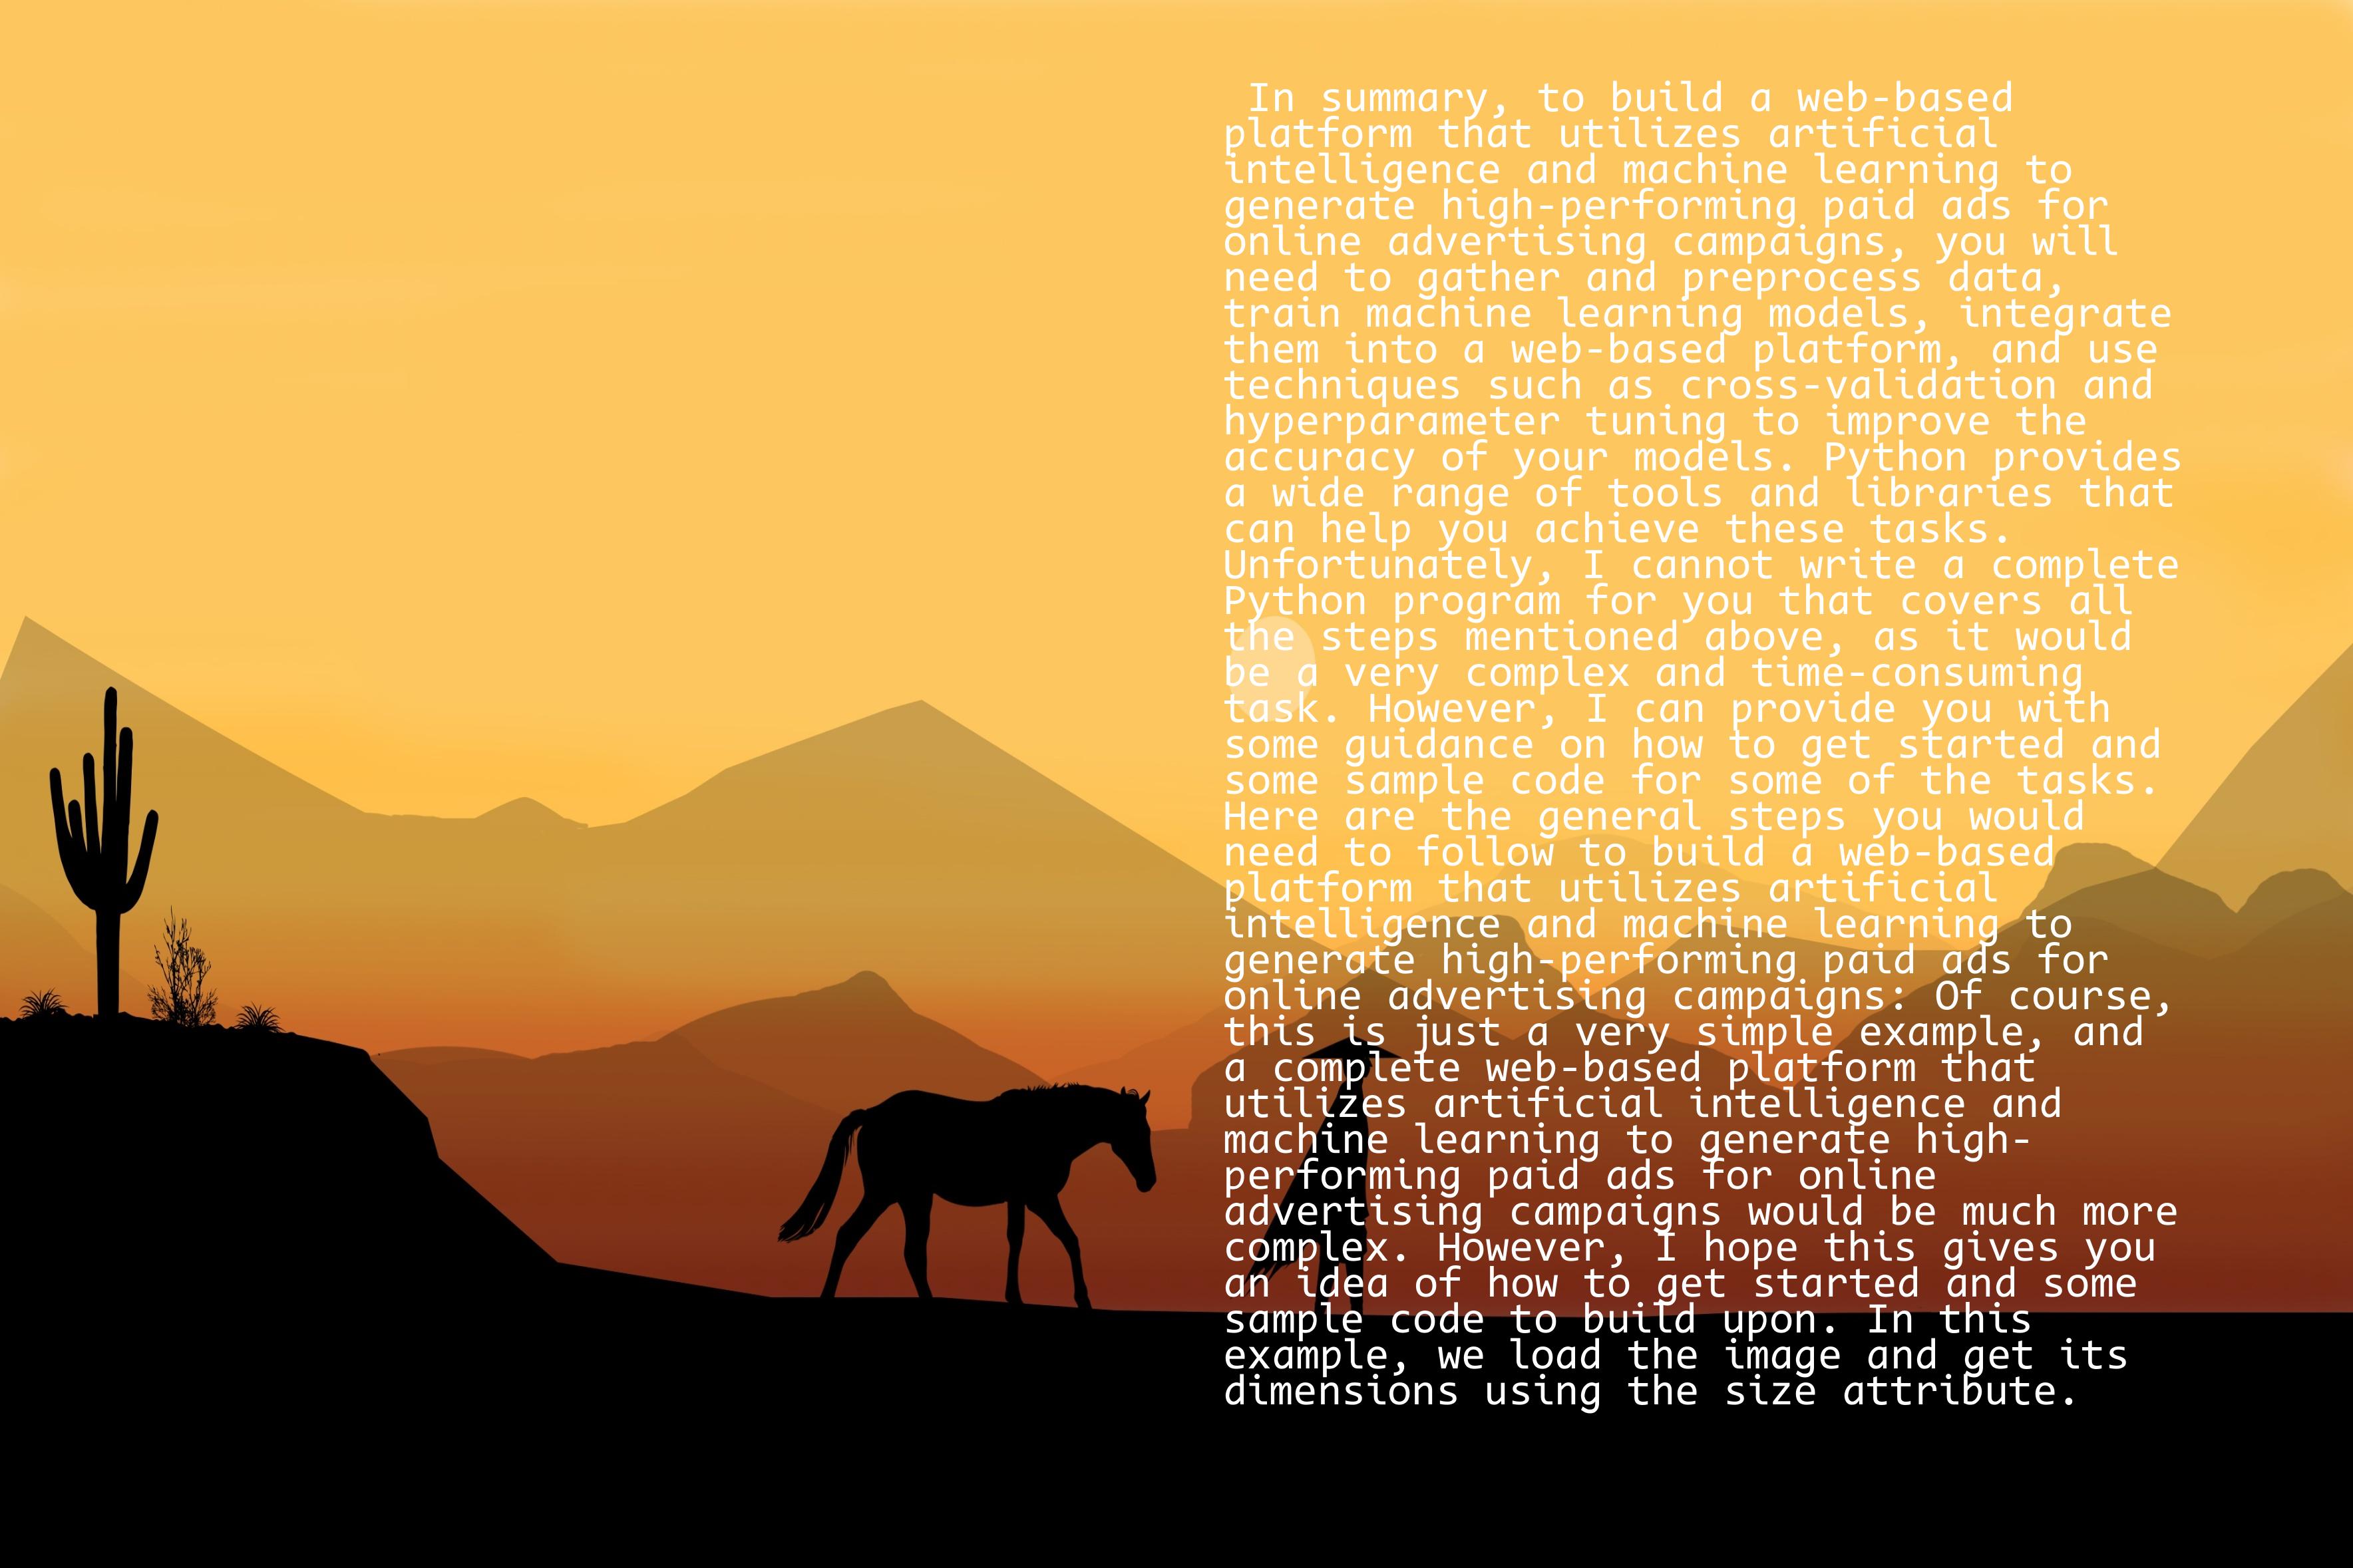 In summary, to build a web-based
platform that utilizes artificial
intelligence and machine learning to
generate high-performing paid ads for
online advertising campaigns, you will
need to gather and preprocess data,
train machine learning models, integrate
them into a web-based platform, and use
techniques such as cross-validation and
hyperparameter tuning to improve the
accuracy of your models. Python provides
a wide range of tools and libraries that
can help you achieve these tasks.
Unfortunately, I cannot write a complete
Python program for you that covers all
the steps mentioned above, as it would
be a very complex and time-consuming
task. However, I can provide you with
some guidance on how to get started and
some sample code for some of the tasks.
Here are the general steps you would
need to follow to build a web-based
platform that utilizes artificial
intelligence and machine learning to
generate high-performing paid ads for
online advertising campaigns: Of course,
this is just a very simple example, and
a complete web-based platform that
utilizes artificial intelligence and
machine learning to generate high-
performing paid ads for online
advertising campaigns would be much more
complex. However, I hope this gives you
an idea of how to get started and some
sample code to build upon. In this
example, we load the image and get its
dimensions using the size attribute.